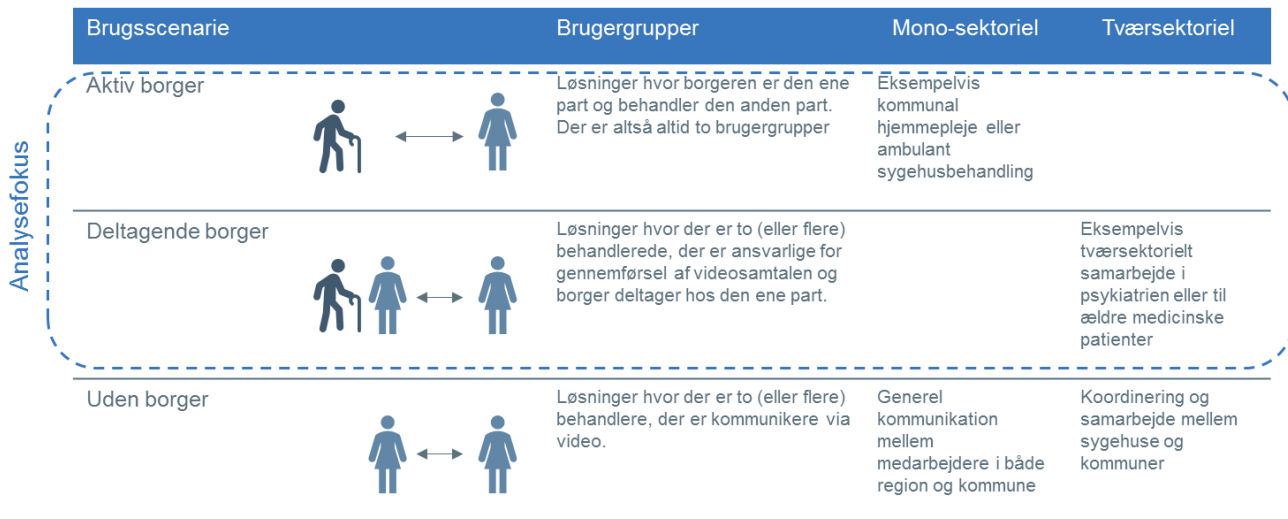 Brugsscenarie
Brugergrupper
Mono-sektoriel
Tværsektoriel
Analysefokus
Aktiv borger
Løsninger hvor borgeren er den ene
part og behandler den anden part.
Der er altså altid to brugergrupper
Eksempelvis
kommunal
hjemmepleje eller
ambulant
sygehusbehandling
Deltagende borger
Løsninger hvor der er to (eller flere)
behandlerede, der er ansvarlige for
gennemførsel af videosamtalen og
borger deltager hos den ene part.
Eksempelvis
tværsektorielt
samarbejde i
psykiatrien eller til
ældre medicinske
patienter
Uden borger
Løsninger hvor der er to (eller flere)
behandlere, der er kommunikere via
video.
Generel
kommunikation
mellem
medarbejdere i både
region og kommune
Koordinering og
samarbejde mellem
sygehuse og
kommuner